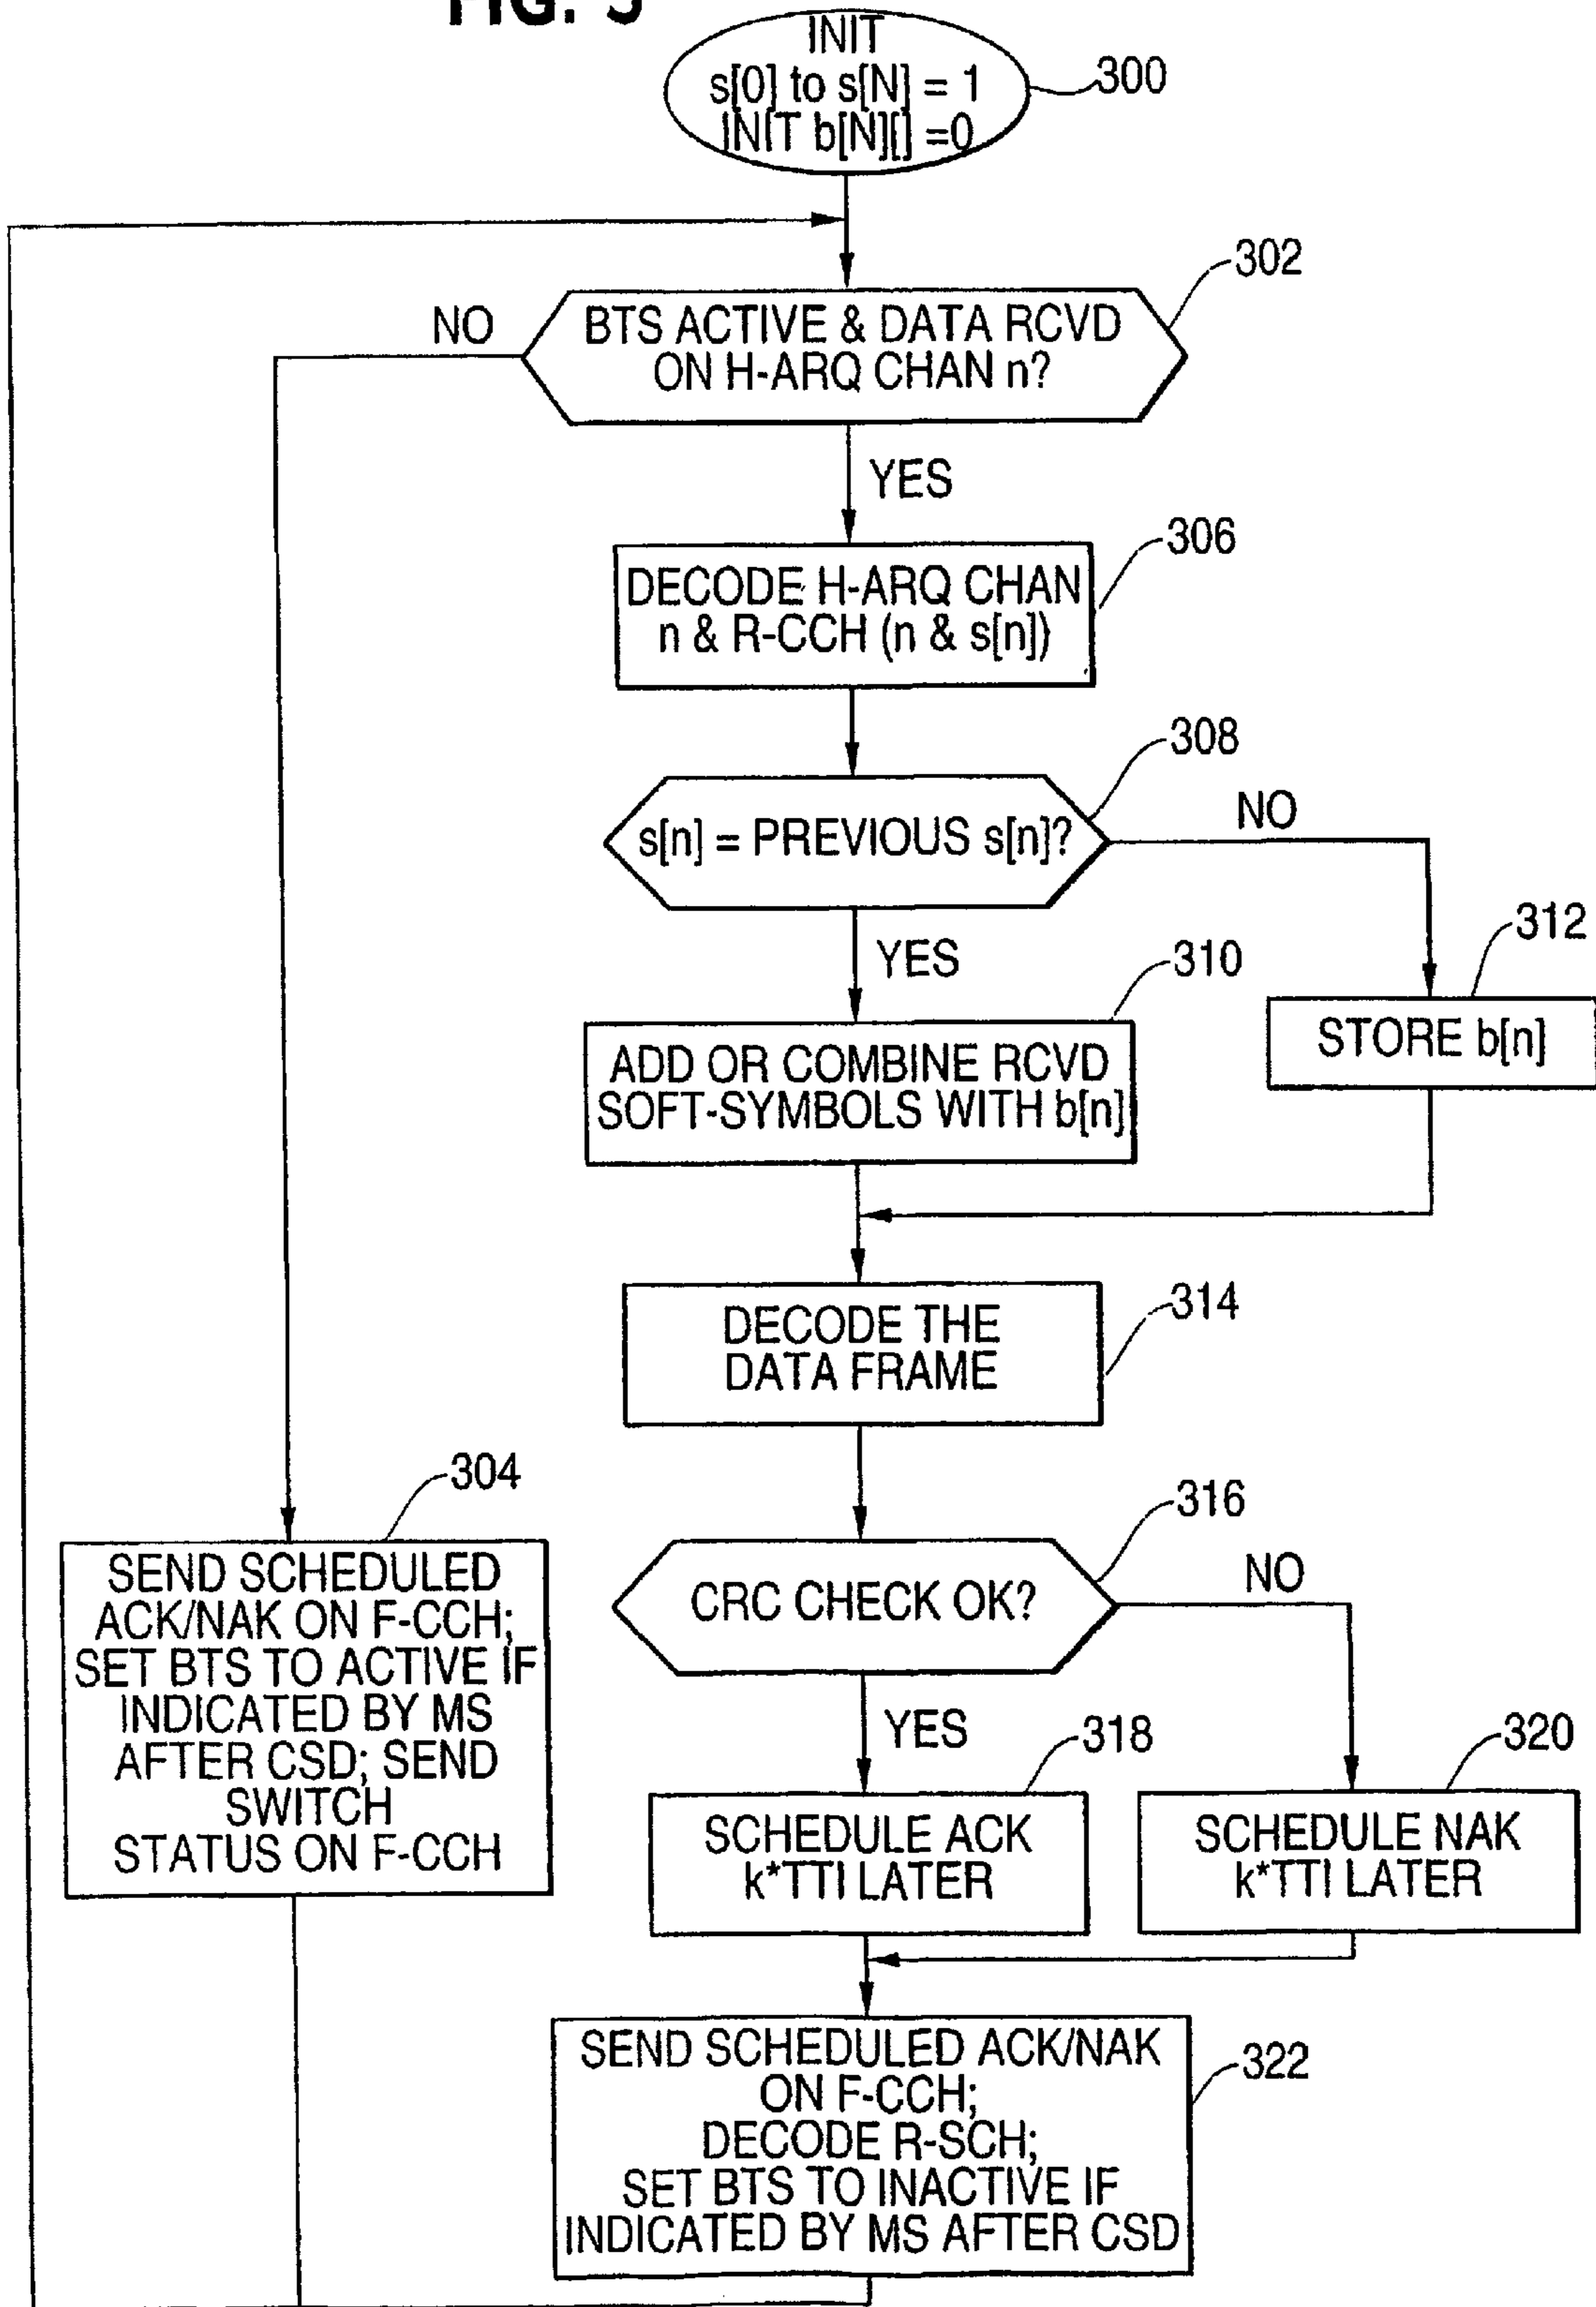 FIG. 5
INIT
s[0] to s[N] = 1
INIT b[N][] =0
300
302
NO
BTS ACTIVE & DATA RCVD
ON H-ARQ CHAN n?
YES
306
DECODE H-ARQ CHAN
n & R-CCH (n & s[n])
308
s[n] = PREVIOUS s[n]?
NO
312
YES
310
STORE b[n]
ADD OR COMBINE RCVD
SOFT-SYMBOLS WITH b[n]
314
DECODE THE
DATA FRAME
304
316
SEND SCHEDULED
ACK/NAK ON F-CCH;
SET BTS TO ACTIVE IF
INDICATED BY MS
AFTER CSD; SEND
SWITCH
STATUS ON F-CCH
CRC CHECK OK?
NO
YES
318
320
SCHEDULE ACK
k*TTI LATER
SCHEDULE NAK
k*TTI LATER
SEND SCHEDULED ACK/NAK
ON F-CCH;
DECODE R-SCH;
SET BTS TO INACTIVE IF
INDICATED BY MS AFTER CSD
322